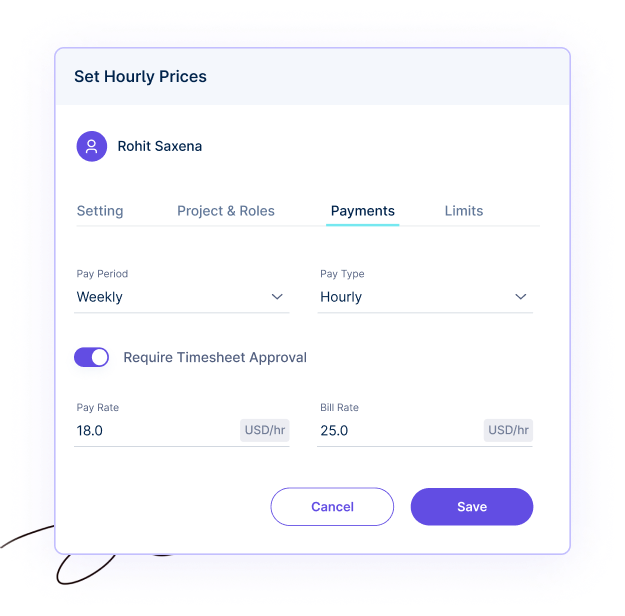 Set Hourly Prices
Rohit Saxena
Setting Project & Roles Payments Limits
Pay Period Pay Type
Weekly Hourly
Require Timesheet Approval
Pay Rate Bill Rate
18.0 USD/hr 25.0 USD/hr
Cancel Save